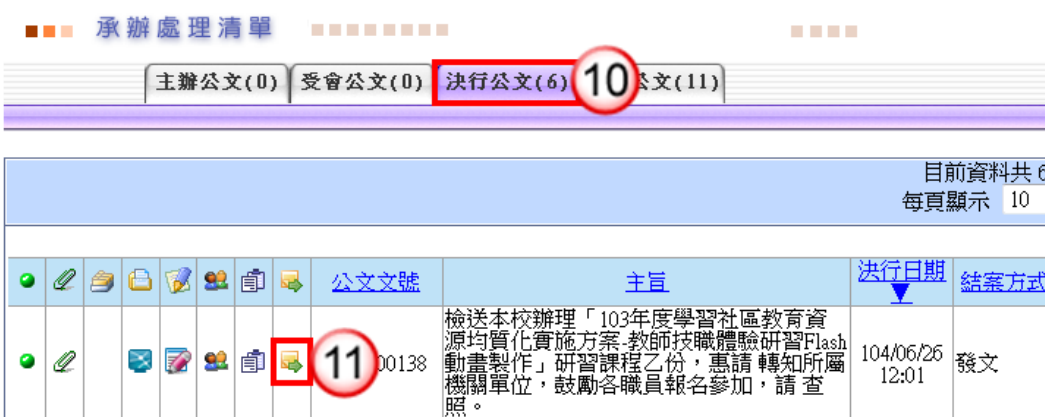 承辦處理清單
主辦公文(0) 受會公文(0) 決行公文(6) 10 公文(11)
目前資料共 6
每頁顯示 10
公文文號 主旨 決行日期▼ 結案方式
檢送本校辦理「103年度學習社區教育資
源均質化實施方案-教師技職體驗研習Flash
動畫製作」研習課程乙份，惠請 轉知所屬
機關單位，鼓勵各職員報名參加，請 查
照。
11 00138
104/06/26
12:01
發文